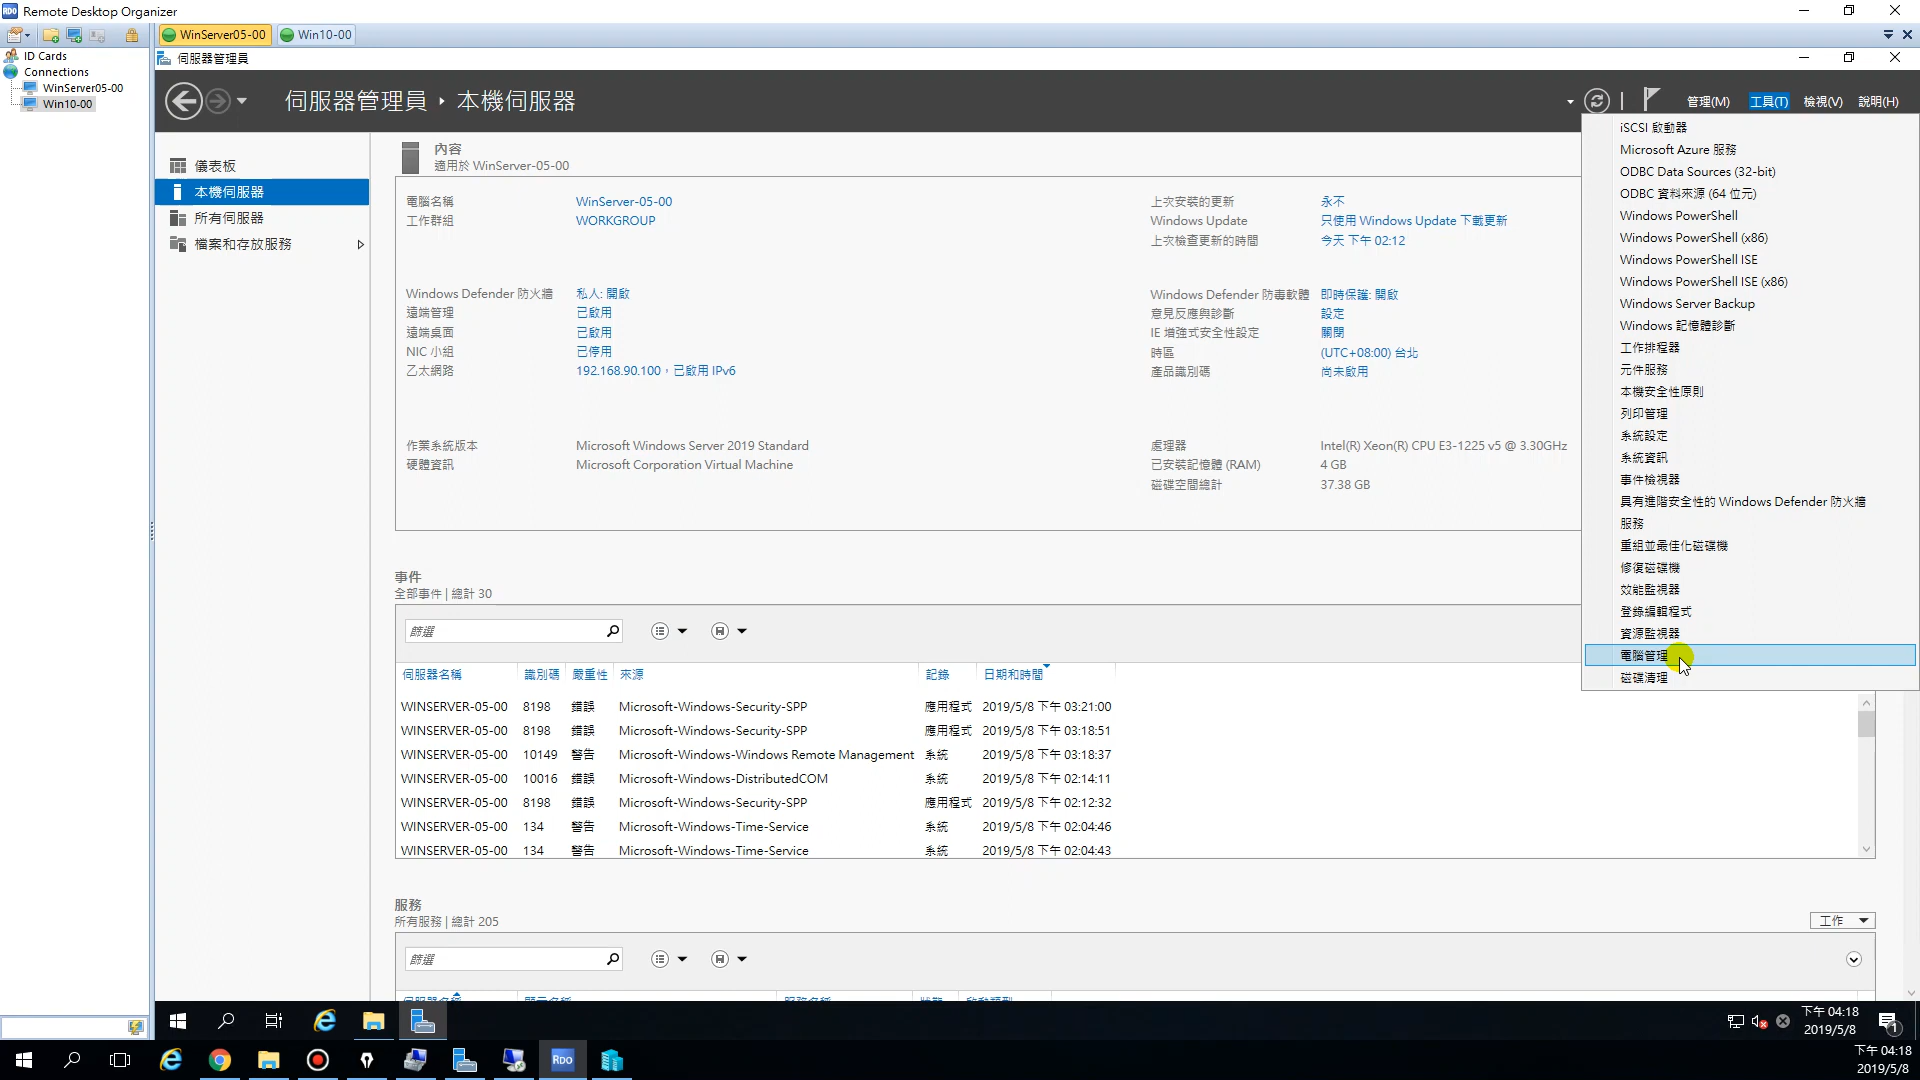 Remote Desktop Organizer
WinServer05-00
Win10-00
ID Cards
Connections
WinServer05-00
Win10-00
伺服器管理員
伺服器管理員 ‣ 本機伺服器
管理(M)
工具(T)
檢視(V)
說明(H)
儀表板
本機伺服器
所有伺服器
檔案和存放服務
內容
適用於 WinServer-05-00
電腦名稱 WinServer-05-00
工作群組 WORKGROUP
上次安裝的更新 永不
Windows Update 只使用 Windows Update 下載更新
上次檢查更新的時間 今天 下午 02:12
Windows Defender 防火牆 私人: 開啟
遠端管理 已啟用
遠端桌面 已啟用
NIC 小組 已停用
乙太網路 192.168.90.100，已啟用 IPv6
Windows Defender 防毒軟體 即時保護: 開啟
意見反應與診斷 設定
IE 增強式安全性設定 關閉
時區 (UTC+08:00) 台北
產品識別碼 尚未啟用
作業系統版本 Microsoft Windows Server 2019 Standard
硬體資訊 Microsoft Corporation Virtual Machine
處理器 Intel(R) Xeon(R) CPU E3-1225 v5 @ 3.30GHz
已安裝記憶體 (RAM) 4 GB
磁碟空間總計 37.38 GB
iSCSI 啟動器
Microsoft Azure 服務
ODBC Data Sources (32-bit)
ODBC 資料來源 (64 位元)
Windows PowerShell
Windows PowerShell (x86)
Windows PowerShell ISE
Windows PowerShell ISE (x86)
Windows Server Backup
Windows 記憶體診斷
工作排程器
元件服務
本機安全性原則
列印管理
系統設定
系統資訊
事件檢視器
具有進階安全性的 Windows Defender 防火牆
服務
重組並最佳化磁碟機
修復磁碟機
效能監視器
登錄編輯程式
資源監視器
電腦管理
磁碟清理
事件
全部事件 | 總計 30
篩選
伺服器名稱 識別碼 嚴重性 來源 記錄 日期和時間
WINSERVER-05-00 8198 錯誤 Microsoft-Windows-Security-SPP 應用程式 2019/5/8 下午 03:21:00
WINSERVER-05-00 8198 錯誤 Microsoft-Windows-Security-SPP 應用程式 2019/5/8 下午 03:18:51
WINSERVER-05-00 10149 警告 Microsoft-Windows-Windows Remote Management 系統 2019/5/8 下午 03:18:37
WINSERVER-05-00 10016 錯誤 Microsoft-Windows-DistributedCOM 系統 2019/5/8 下午 02:14:11
WINSERVER-05-00 8198 錯誤 Microsoft-Windows-Security-SPP 應用程式 2019/5/8 下午 02:12:32
WINSERVER-05-00 134 警告 Microsoft-Windows-Time-Service 系統 2019/5/8 下午 02:04:46
WINSERVER-05-00 134 警告 Microsoft-Windows-Time-Service 系統 2019/5/8 下午 02:04:43
服務
所有服務 | 總計 205
工作
篩選
下午 04:18
2019/5/8
1
RDO
下午 04:18
2019/5/8